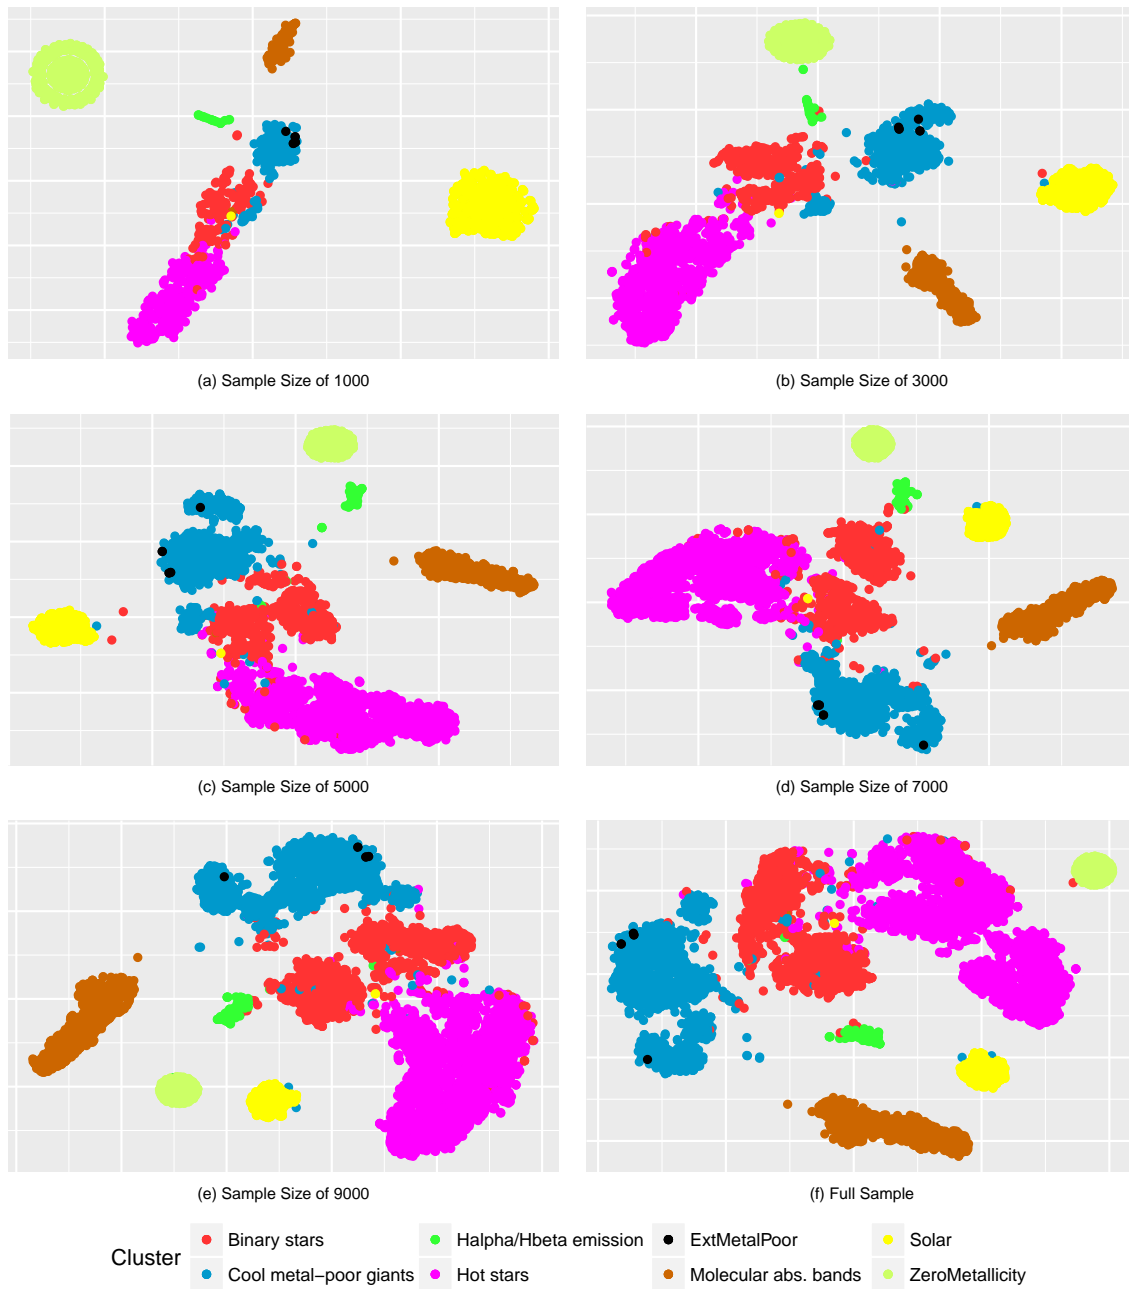 (a) Sample Size of 1000
(b) Sample Size of 3000
(c) Sample Size of 5000
(d) Sample Size of 7000
(e) Sample Size of 9000
(f) Full Sample
Cluster
Binary stars
Halpha/Hbeta emission
ExtMetalPoor
Solar
Cool metal−poor giants
Hot stars
Molecular abs. bands
ZeroMetallicity